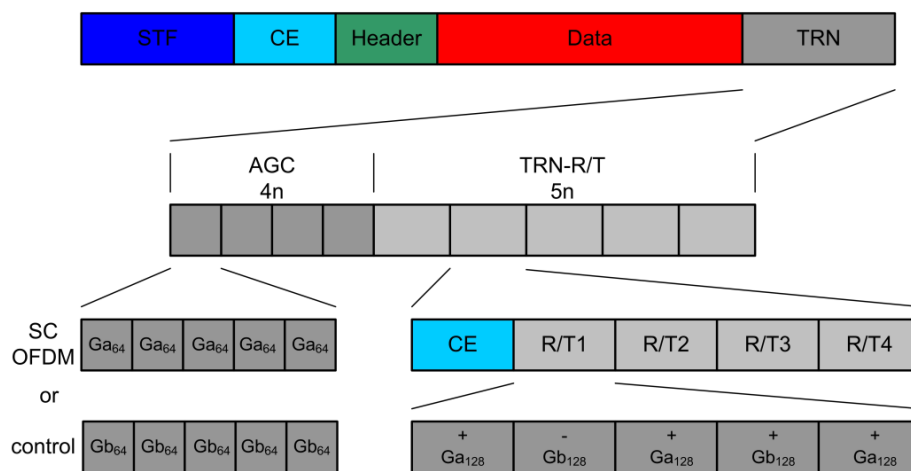 STF CE Header Data TRN
AGC TRN-R/T
4n 5n
SC
OFDM
Ga₆₄ Ga₆₄ Ga₆₄ Ga₆₄ Ga₆₄
CE R/T1 R/T2 R/T3 R/T4
or
control
Gb₆₄ Gb₆₄ Gb₆₄ Gb₆₄ Gb₆₄
+ - + + +
Ga₁₂₈ Gb₁₂₈ Ga₁₂₈ Gb₁₂₈ Ga₁₂₈